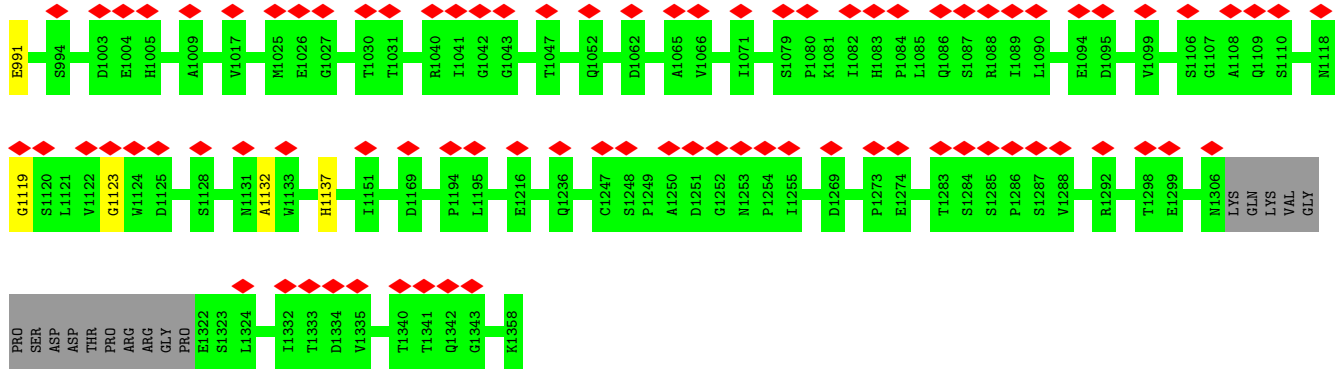 E991 S994 D1003 E1004 H1005 A1009 V1017 M1025 E1026 G1027 T1030 T1031 R1040 I1041 G1042 G1043 T1047 Q1052 D1062 A1065 V1066 I1071 S1079 P1080 K1081 I1082 H1083 P1084 L1085 Q1086 S1087 R1088 I1089 L1090 E1094 D1095 V1099 S1106 G1107 A1108 Q1109 S1110 N1118
G1119 S1120 L1121 V1122 G1123 W1124 D1125 S1128 N1131 A1132 W1133 H1137 I1151 D1169 P1194 L1195 E1216 Q1236 C1247 S1248 P1249 A1250 D1251 G1252 N1253 P1254 I1255 D1269 P1273 E1274 T1283 S1284 S1285 P1286 S1287 V1288 R1292 T1298 E1299 N1306 LYS GLN LYS VAL GLY
PRO SER ASP ASP THR PRO ARG ARG GLY PRO E1322 S1323 L1324 I1332 T1333 D1334 V1335 T1340 T1341 Q1342 G1343 K1358